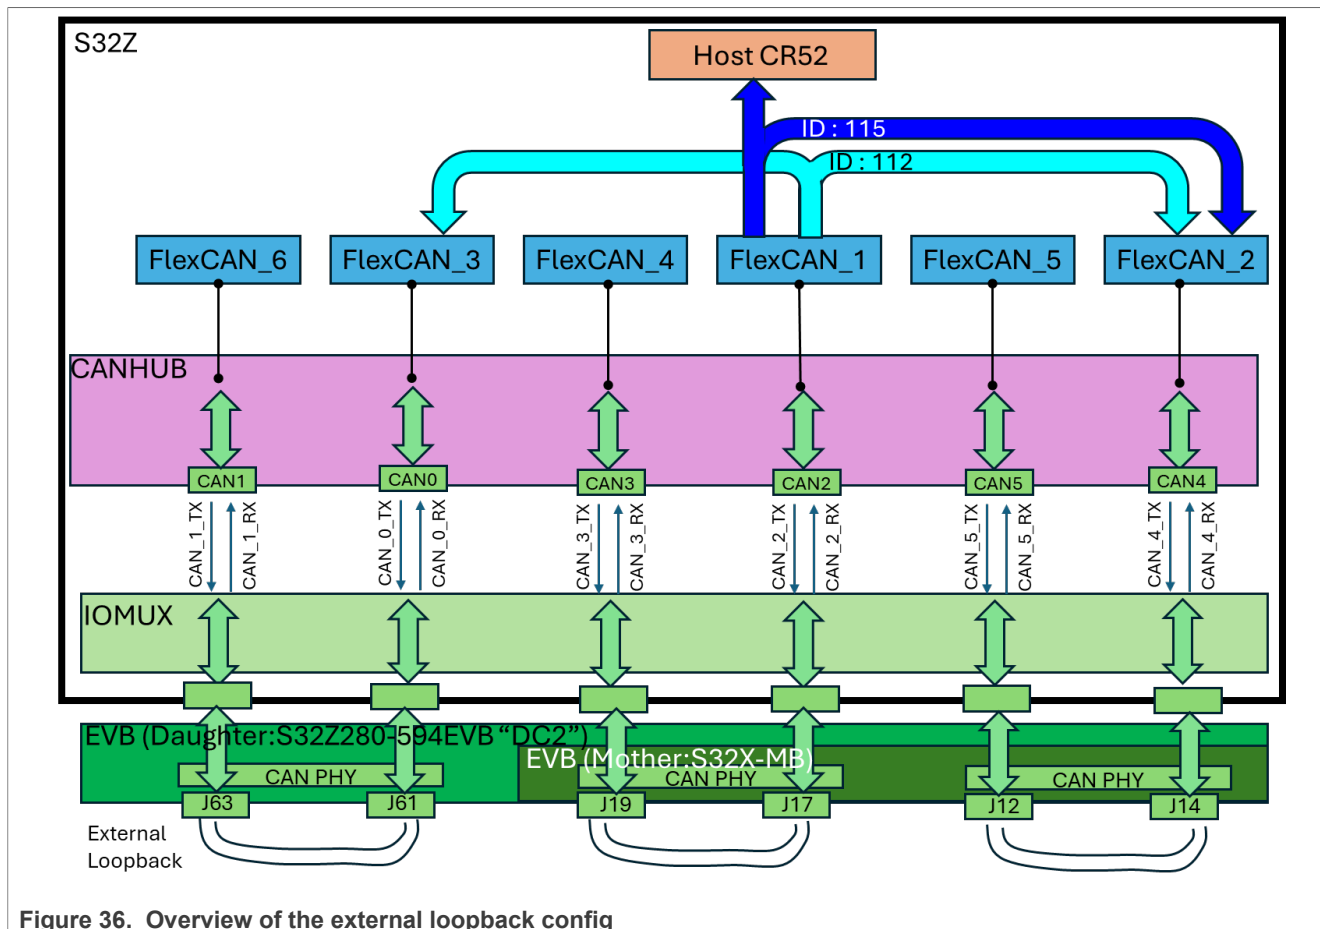 S32Z
Host CR52
ID : 115
ID : 112
FlexCAN_6
FlexCAN_3
FlexCAN_4
FlexCAN_1
FlexCAN_5
FlexCAN_2
CANHUB
CAN1
CAN0
CAN3
CAN2
CAN5
CAN4
CAN_1_TX
CAN_1_RX
CAN_0_TX
CAN_0_RX
CAN_3_TX
CAN_3_RX
CAN_2_TX
CAN_2_RX
CAN_5_TX
CAN_5_RX
CAN_4_TX
CAN_4_RX
IOMUX
EVB (Daughter:S32Z280-594EVB “DC2”)
EVB (Mother:S32X-MB)
CAN PHY
CAN PHY
CAN PHY
J63
J61
J19
J17
J12
J14
External
Loopback
Figure 36. Overview of the external loopback config